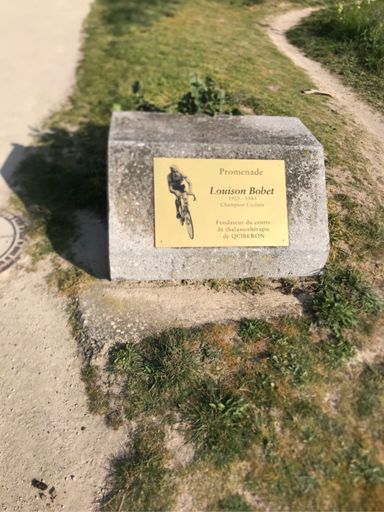 Promenade
Louison Bobet
1925 - 1983
Champion Cycliste
Fondateur du centre
de thalassothérapie
de QUIBERON